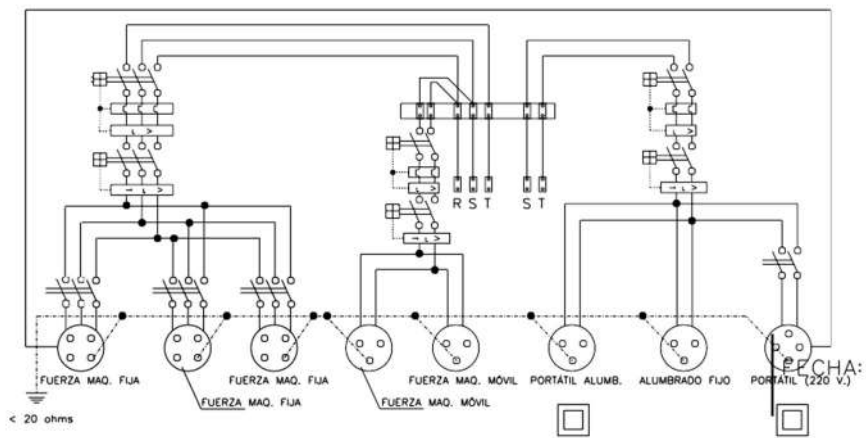 R S T
S T
FUERZA MAQ. FIJA
FUERZA MAQ. FIJA
FUERZA MAQ. MÓVIL
PORTÁTIL ALUMB.
ALUMBRADO FIJO
PORTÁTIL (220 V.)
FECHA:
FUERZA MAQ. FIJA
FUERZA MAQ. MÓVIL
< 20 ohms